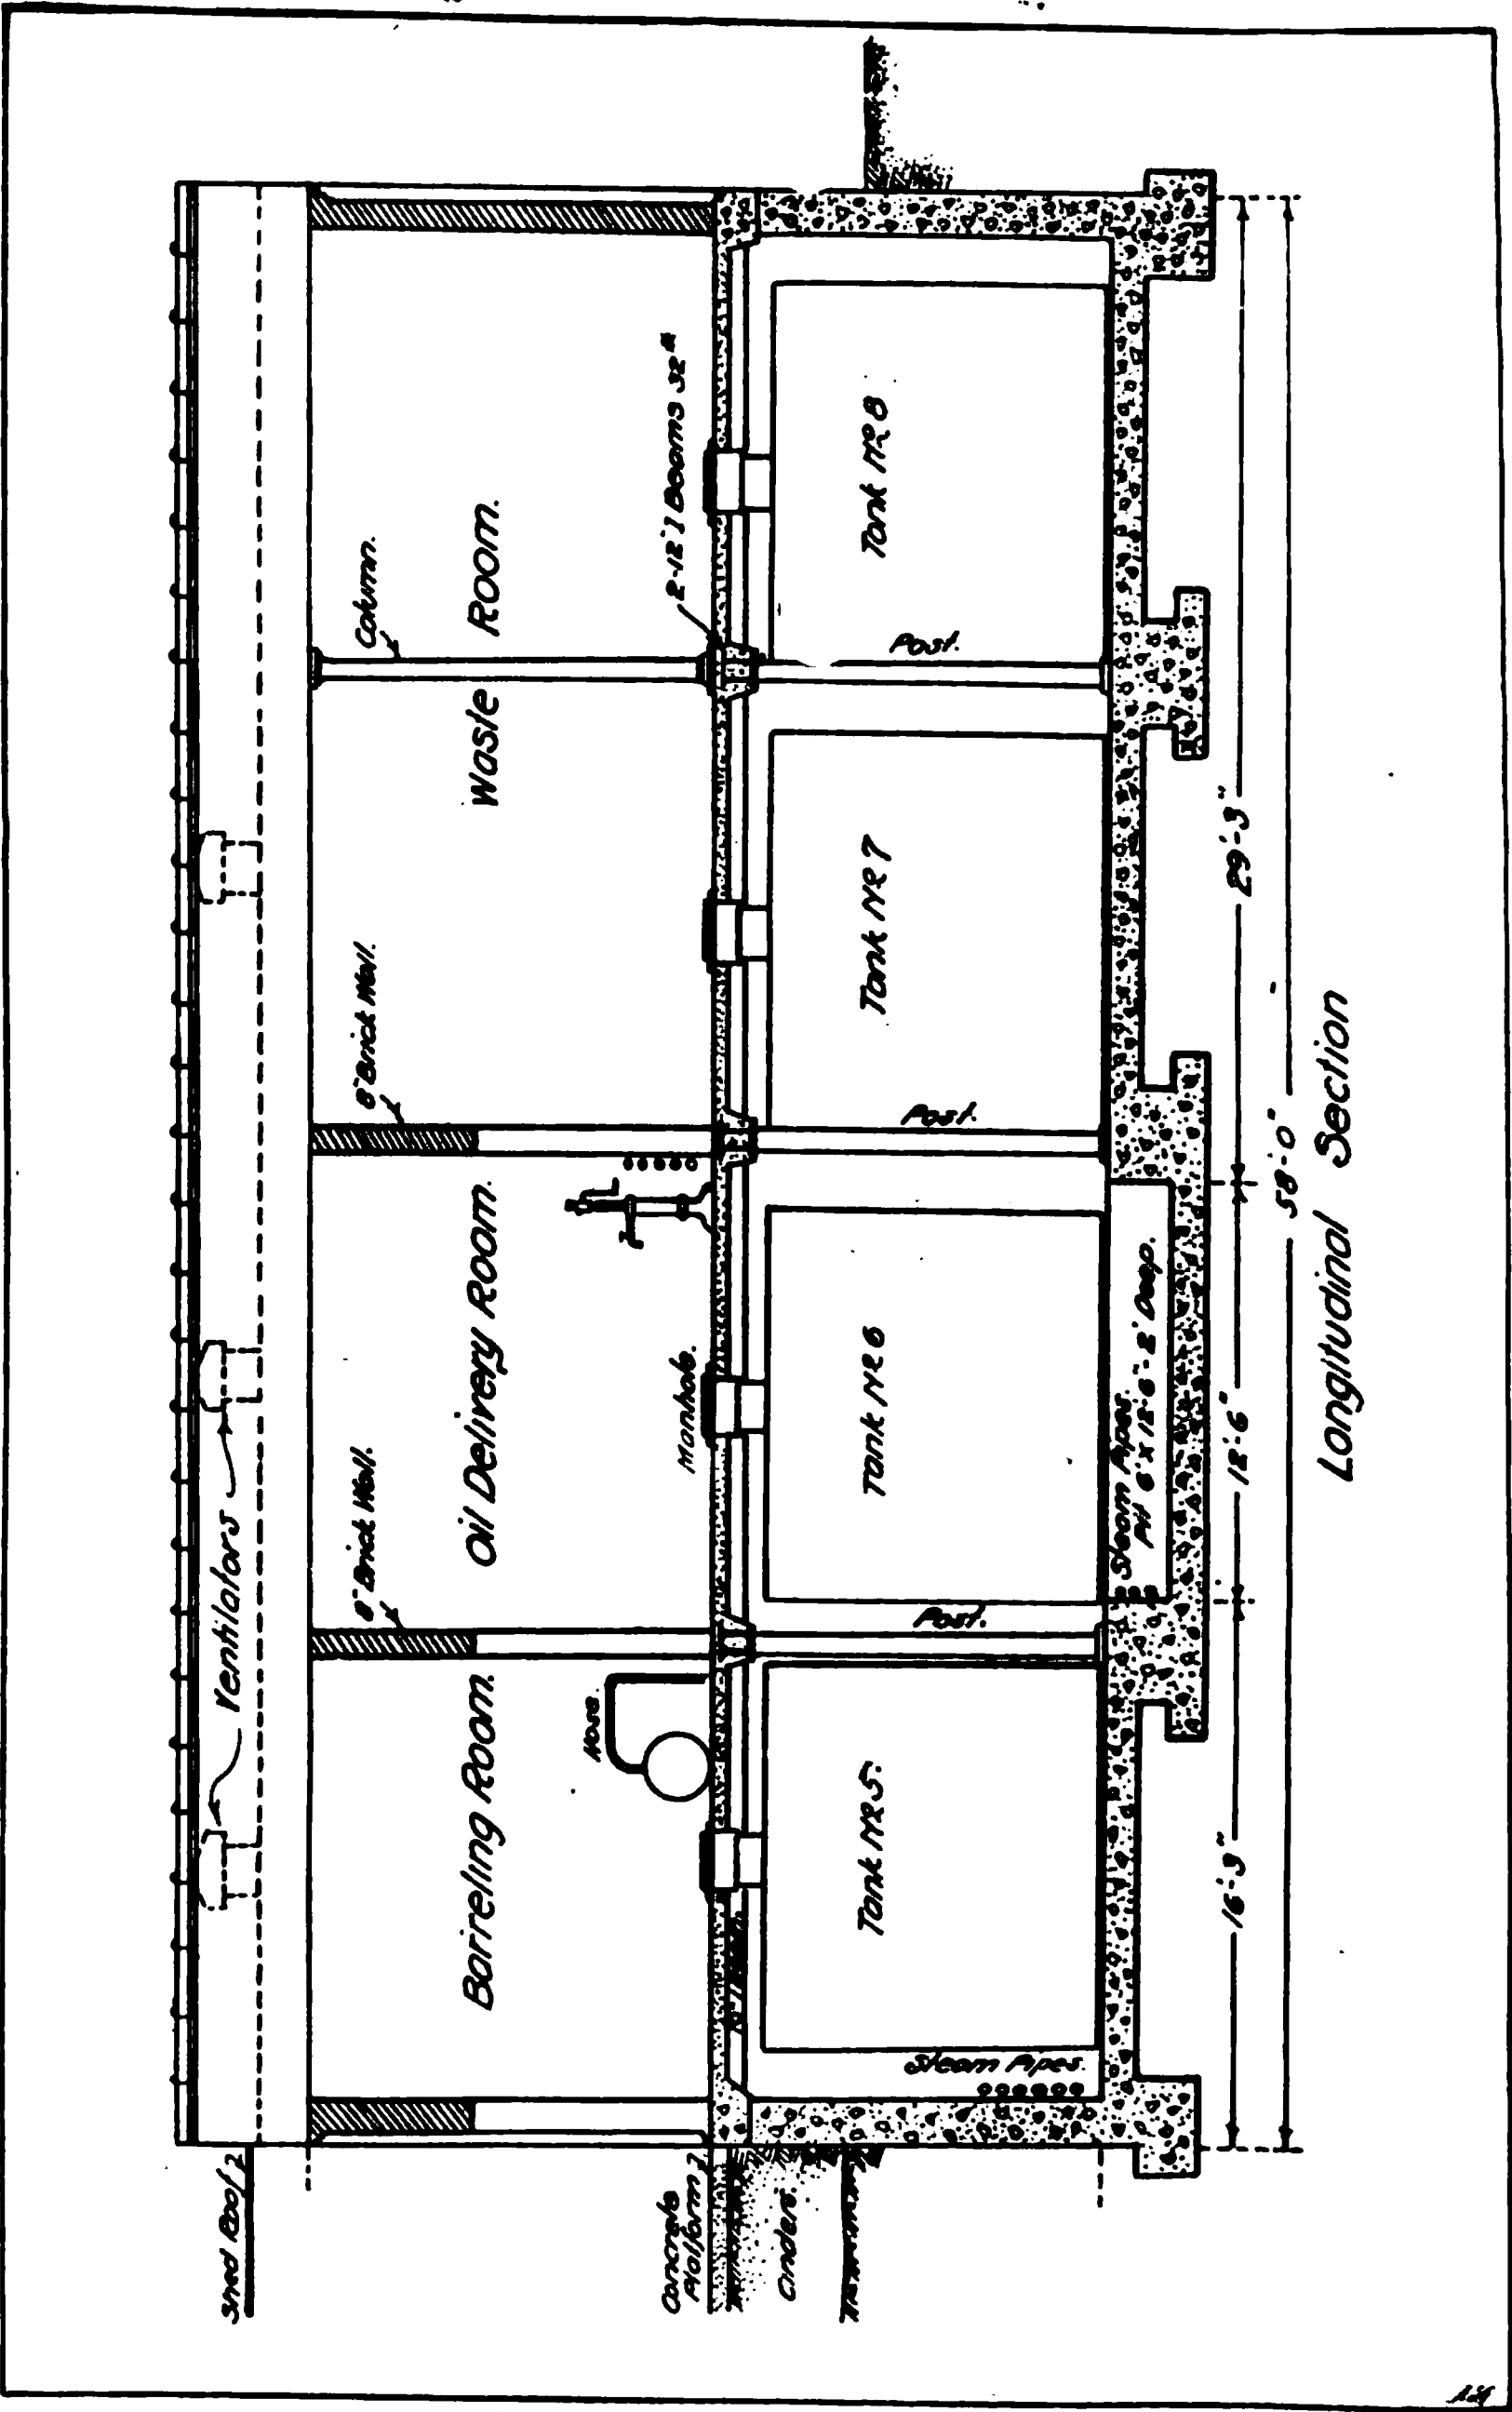 Shed Roof
Ventilators
8" Brick Wall.
8" Brick Wall.
Column.
Barreling Room.
Oil Delivery Room.
Waste Room.
Hose.
Manhole.
2-12" I Beams 32#
Concrete
Platform
Cinders.
Tank No 5.
Tank No 6
Tank No 7
Tank No 8
Post.
Post.
Post.
Steam Pipes.
Steam Pipes.
Pit 6' x 12'-6"-2' Deep.
16'-3"
12'-6"
29'-3"
58'-0"
Longitudinal Section